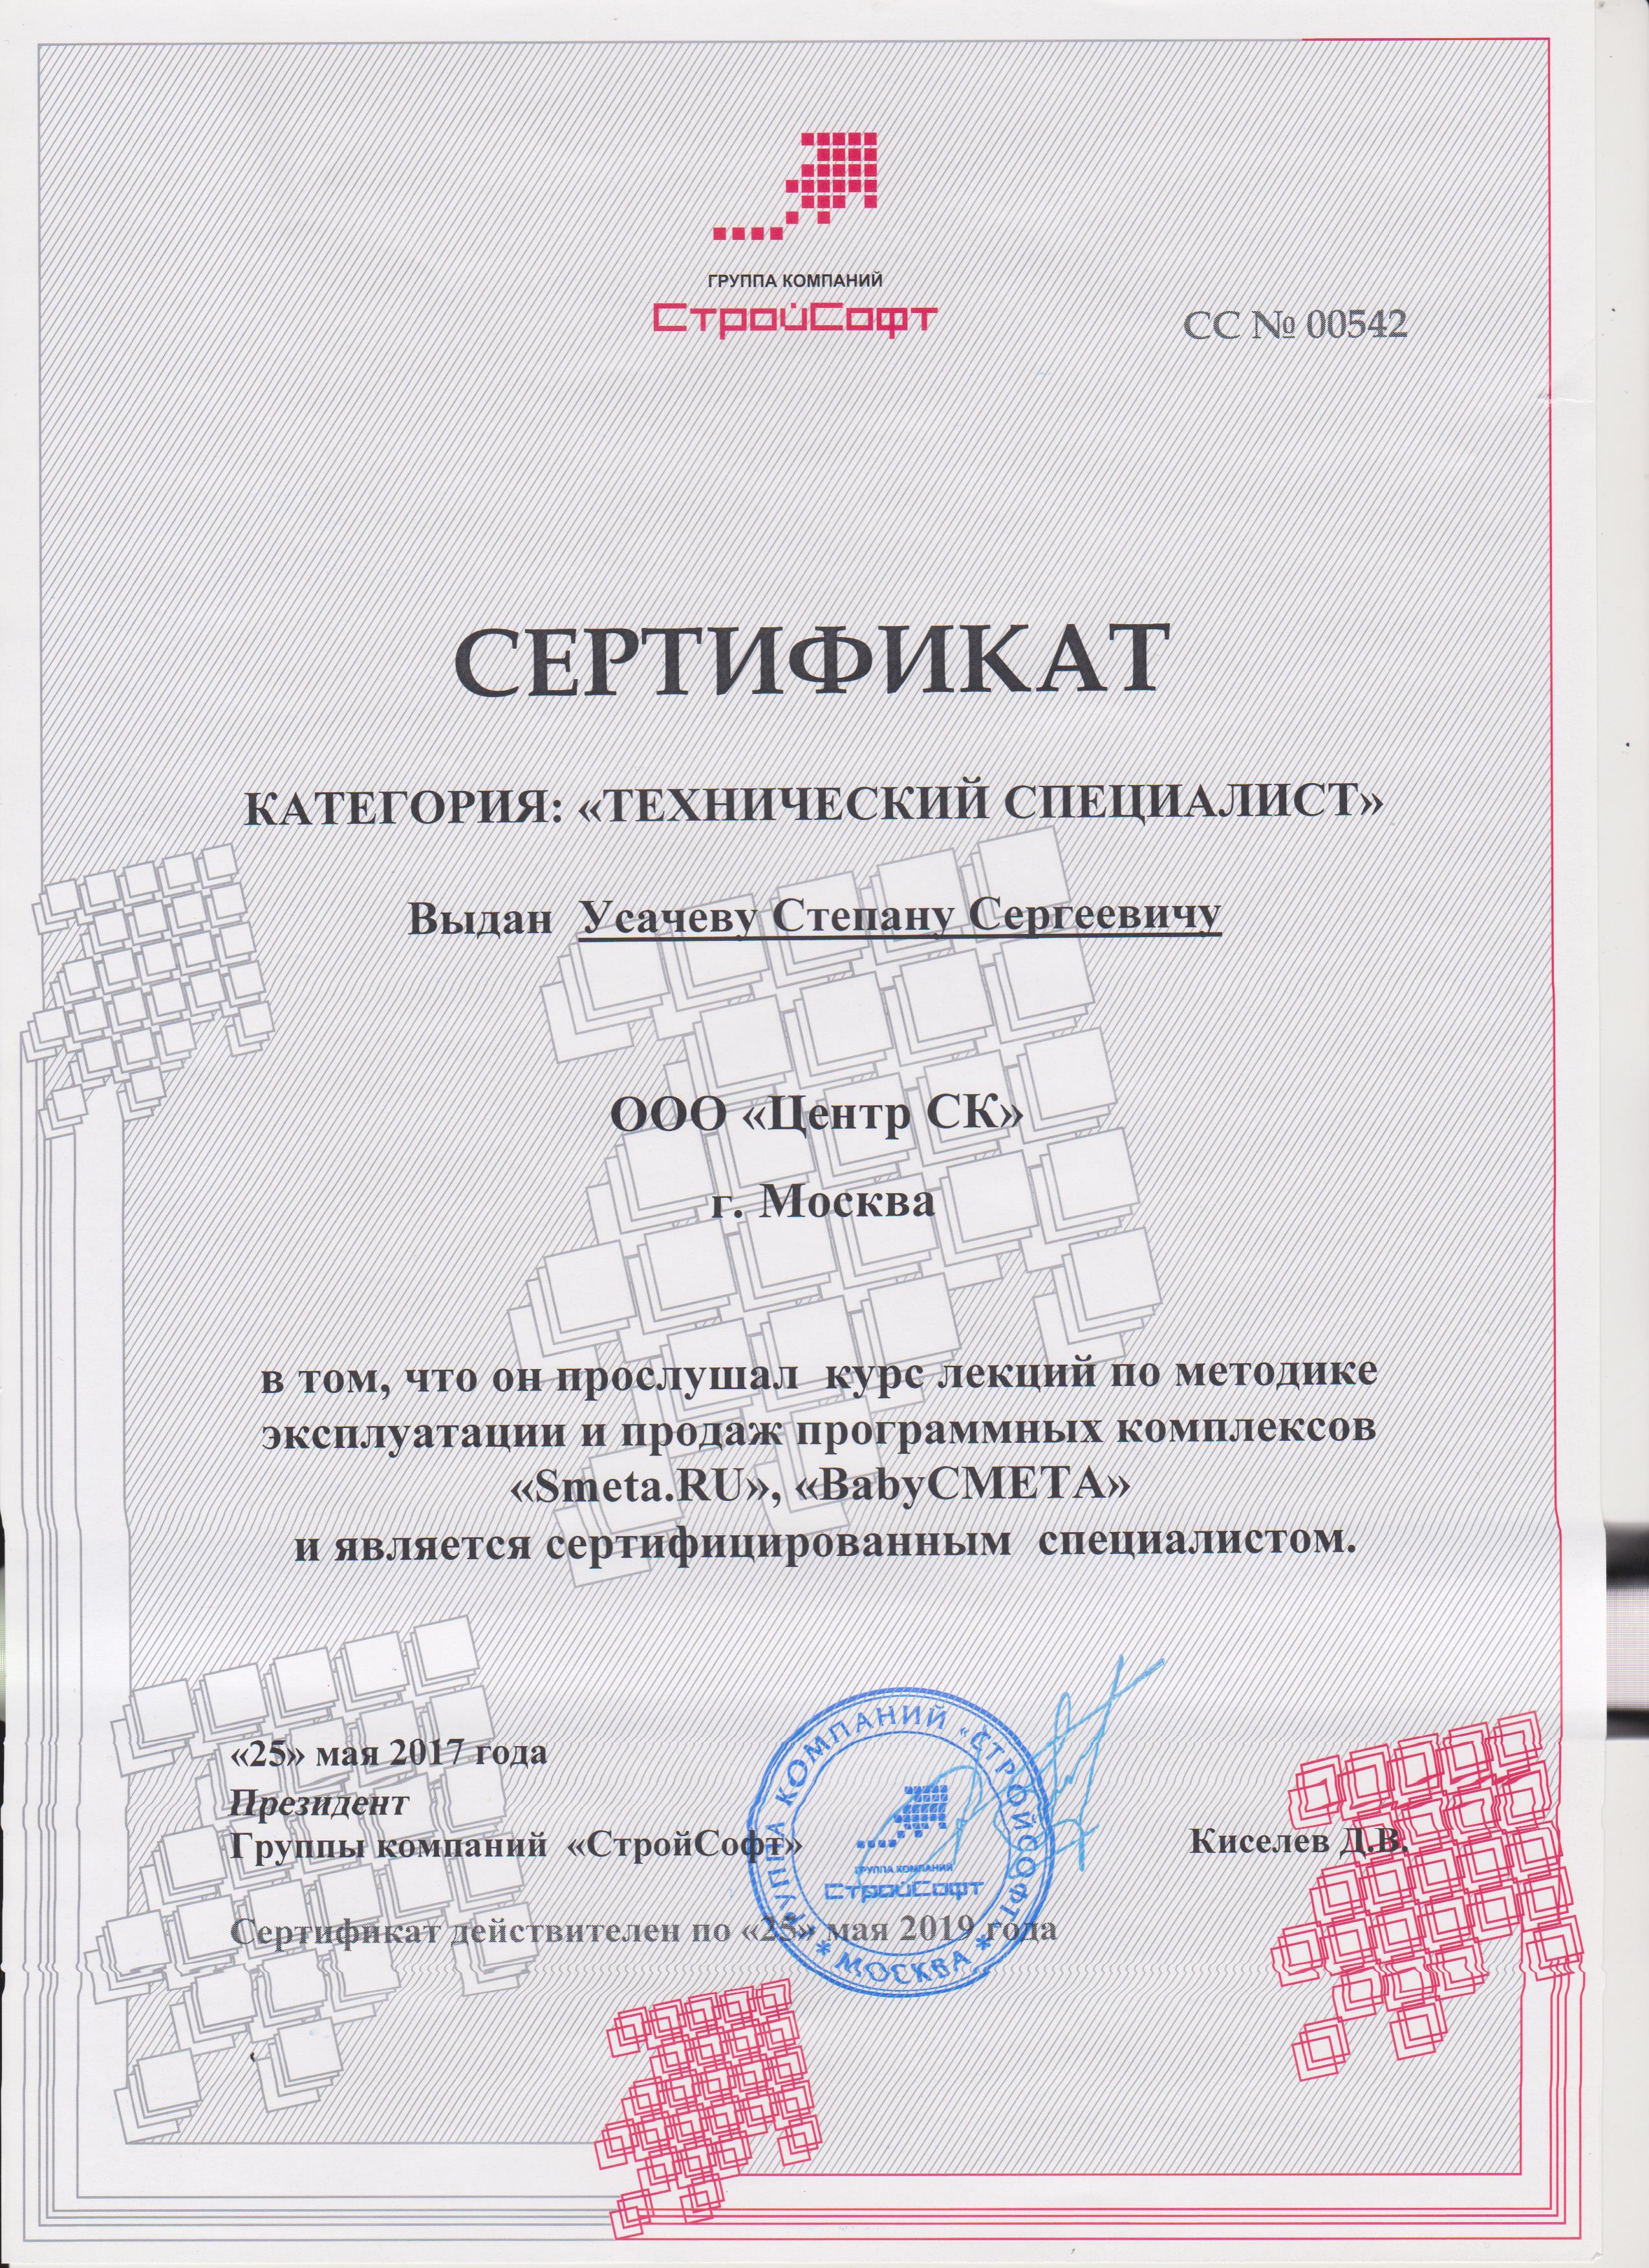 ГРУППА КОМПАНИЙ
СтройСофт
СС № 00542
СЕРТИФИКАТ
КАТЕГОРИЯ: «ТЕХНИЧЕСКИЙ СПЕЦИАЛИСТ»
Выдан Усачеву Степану Сергеевичу
ООО «Центр СК»
г. Москва
в том, что он прослушал курс лекций по методике
эксплуатации и продаж программных комплексов
«Smeta.RU», «BabyСМЕТА»
и является сертифицированным специалистом.
«25» мая 2017 года
Президент
Группы компаний «СтройСофт»
Киселев Д.В.
Сертификат действителен по «25» мая 2019 года
ГРУППА КОМПАНИЙ «СТРОЙСОФТ»
* МОСКВА *
ГРУППА КОМПАНИЙ
СтройСофт